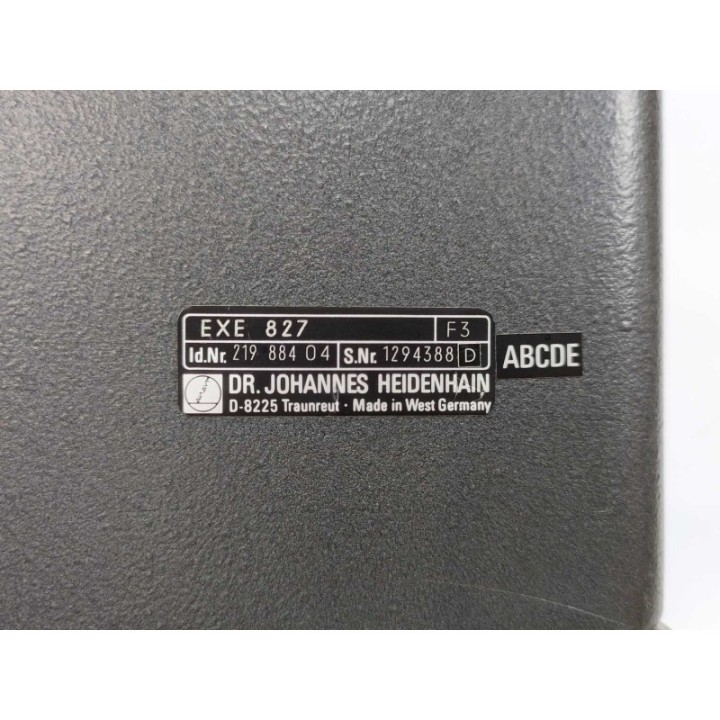 EXE 827 F3
Id.Nr. 219 884 04 S.Nr. 1294388 D
DR. JOHANNES HEIDENHAIN
D-8225 Traunreut · Made in West Germany
ABCDE